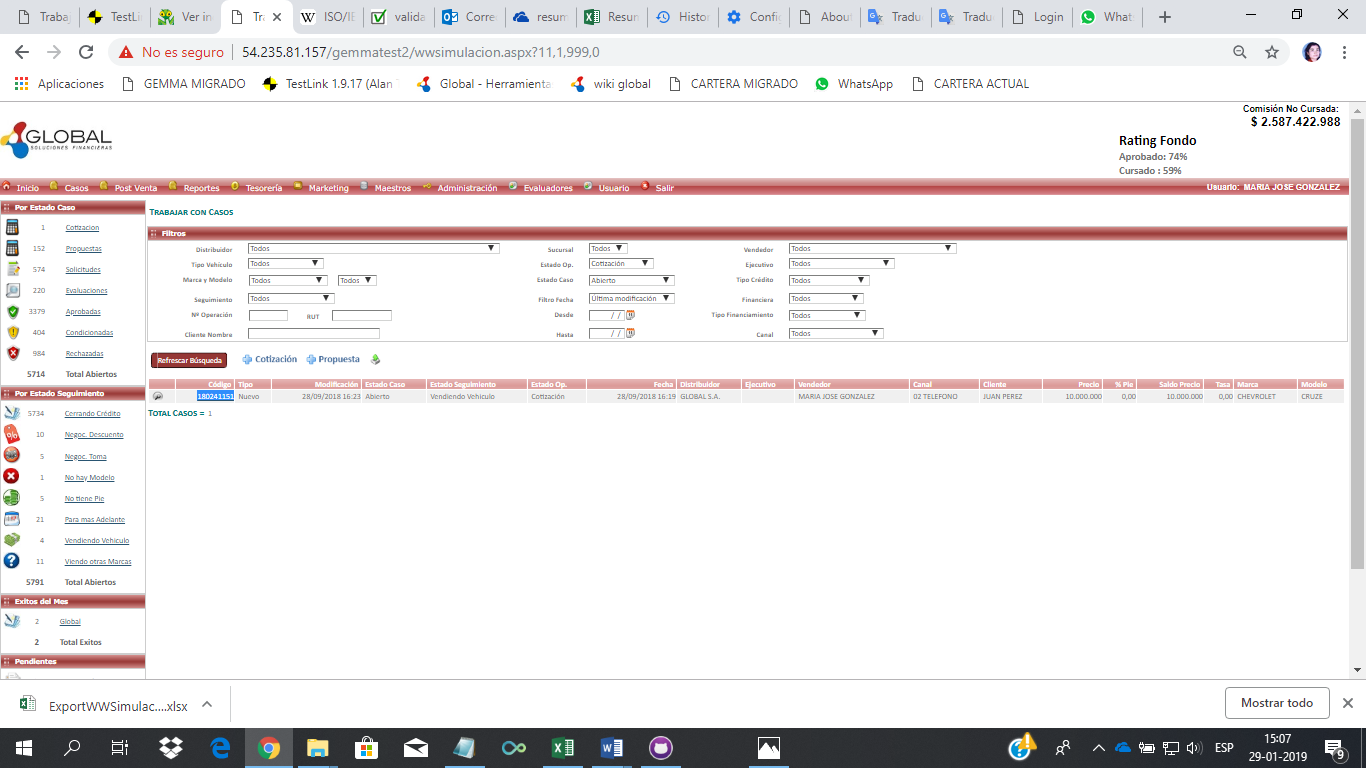 Trabaj
TestLin
Ver in
Tra
ISO/IE
valida
Corre
resum
Resun
Histor
Config
About
Tradu
Tradu
Login
What
No es seguro
54.235.81.157/gemmatest2/wwsimulacion.aspx?11,1,999,0
Aplicaciones
GEMMA MIGRADO
TestLink 1.9.17 (Alan
Global - Herramienta
wiki global
CARTERA MIGRADO
WhatsApp
CARTERA ACTUAL
Comisión No Cursada:
$ 2.587.422.988
GLOBAL
SOLUCIONES FINANCIERAS
Rating Fondo
Aprobado: 74%
Cursado : 59%
Inicio Casos Post Venta Reportes Tesorería Marketing Maestros Administración Evaluadores Usuario Salir Usuario: MARIA JOSE GONZALEZ
Por Estado Caso
1 Cotizacion
152 Propuestas
574 Solicitudes
220 Evaluaciones
3379 Aprobadas
404 Condicionadas
984 Rechazadas
5714 Total Abiertos
Por Estado Seguimiento
5734 Cerrando Crédito
10 Negoc. Descuento
5 Negoc. Toma
1 No hay Modelo
5 No tiene Pie
21 Para mas Adelante
4 Vendiendo Vehiculo
11 Viendo otras Marcas
5791 Total Abiertos
Exitos del Mes
2 Global
2 Total Exitos
Pendientes
TRABAJAR CON CASOS
Filtros
Distribuidor Todos Sucursal Todos Vendedor Todos
Tipo Vehículo Todos Estado Op. Cotización Ejecutivo Todos
Marca y Modelo Todos Todos Estado Caso Abierto Tipo Crédito Todos
Seguimiento Todos Filtro Fecha Última modificación Financiera Todos
Nº Operación RUT Desde / / Tipo Financiamiento Todos
Cliente Nombre Hasta / / Canal Todos
Refrescar Búsqueda Cotización Propuesta
Código Tipo Modificación Estado Caso Estado Seguimiento Estado Op. Fecha Distribuidor Ejecutivo Vendedor Canal Cliente Precio % Pie Saldo Precio Tasa Marca Modelo
180241151 Nuevo 28/09/2018 16:23 Abierto Vendiendo Vehiculo Cotización 28/09/2018 16:19 GLOBAL S.A. MARIA JOSE GONZALEZ 02 TELEFONO JUAN PEREZ 10.000.000 0,00 10.000.000 0,00 CHEVROLET CRUZE
TOTAL CASOS = 1
ExportWWSimulac....xlsx
Mostrar todo
ESP
15:07
29-01-2019
9